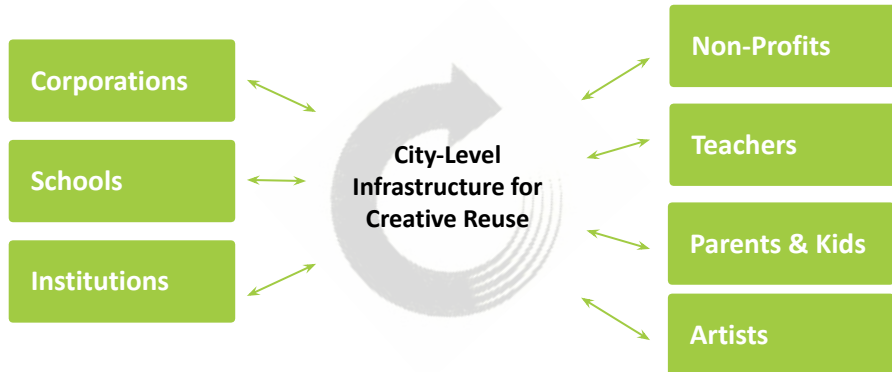 Corporations
Schools
Institutions
City-Level
Infrastructure for
Creative Reuse
Non-Profits
Teachers
Parents & Kids
Artists